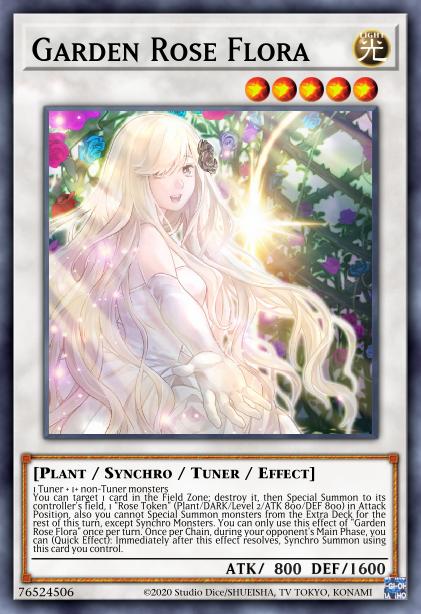 GARDEN ROSE FLORA
LIGHT
光
[PLANT / SYNCHRO / TUNER / EFFECT]
1 Tuner + 1+ non-Tuner monsters
You can target 1 card in the Field Zone; destroy it, then Special Summon to its
controller's field, 1 "Rose Token" (Plant/DARK/Level 2/ATK 800/DEF 800) in Attack
Position, also you cannot Special Summon monsters from the Extra Deck for the
rest of this turn, except Synchro Monsters. You can only use this effect of "Garden
Rose Flora" once per turn. Once per Chain, during your opponent's Main Phase, you
can (Quick Effect): Immediately after this effect resolves, Synchro Summon using
this card you control.
ATK/ 800 DEF/1600
76524506
©2020 Studio Dice/SHUEISHA, TV TOKYO, KONAMI